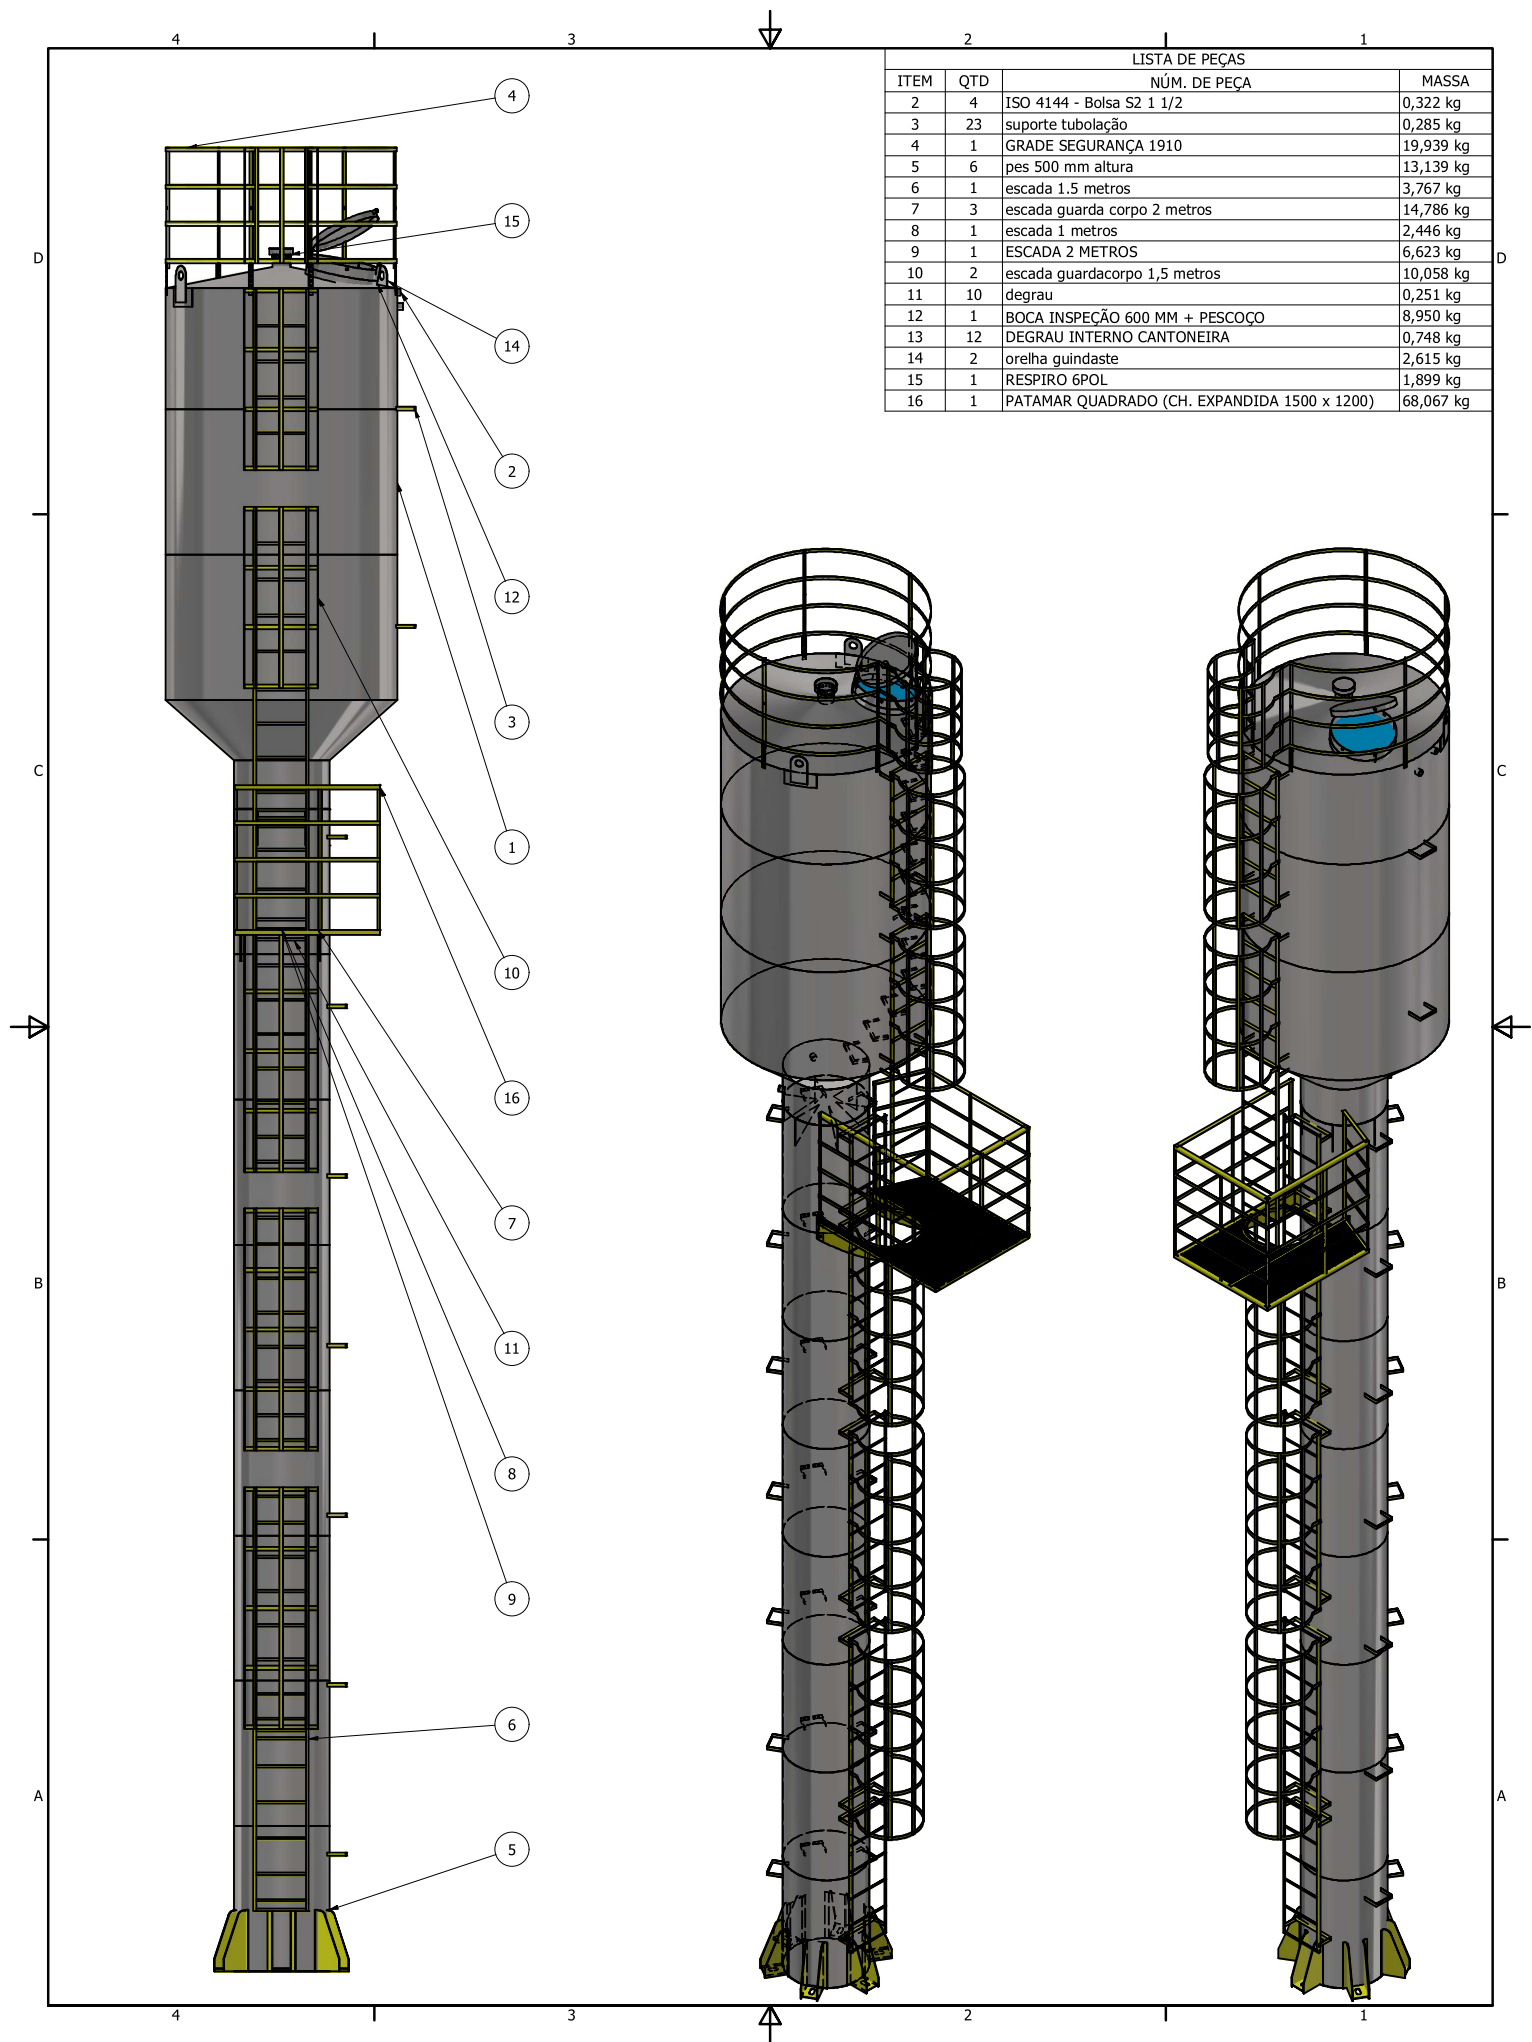 4 3 2 1
LISTA DE PEÇAS
ITEM QTD NÚM. DE PEÇA MASSA
2 4 ISO 4144 - Bolsa S2 1 1/2 0,322 kg
3 23 suporte tubolação 0,285 kg
4 1 GRADE SEGURANÇA 1910 19,939 kg
5 6 pes 500 mm altura 13,139 kg
6 1 escada 1.5 metros 3,767 kg
7 3 escada guarda corpo 2 metros 14,786 kg
8 1 escada 1 metros 2,446 kg
9 1 ESCADA 2 METROS 6,623 kg
10 2 escada guardacorpo 1,5 metros 10,058 kg
11 10 degrau 0,251 kg
12 1 BOCA INSPEÇÃO 600 MM + PESCOÇO 8,950 kg
13 12 DEGRAU INTERNO CANTONEIRA 0,748 kg
14 2 orelha guindaste 2,615 kg
15 1 RESPIRO 6POL 1,899 kg
16 1 PATAMAR QUADRADO (CH. EXPANDIDA 1500 x 1200) 68,067 kg
4
15
D D
14
2
12
3
C C
1
10
16
7
B B
11
8
9
6
A A
5
4 3 2 1